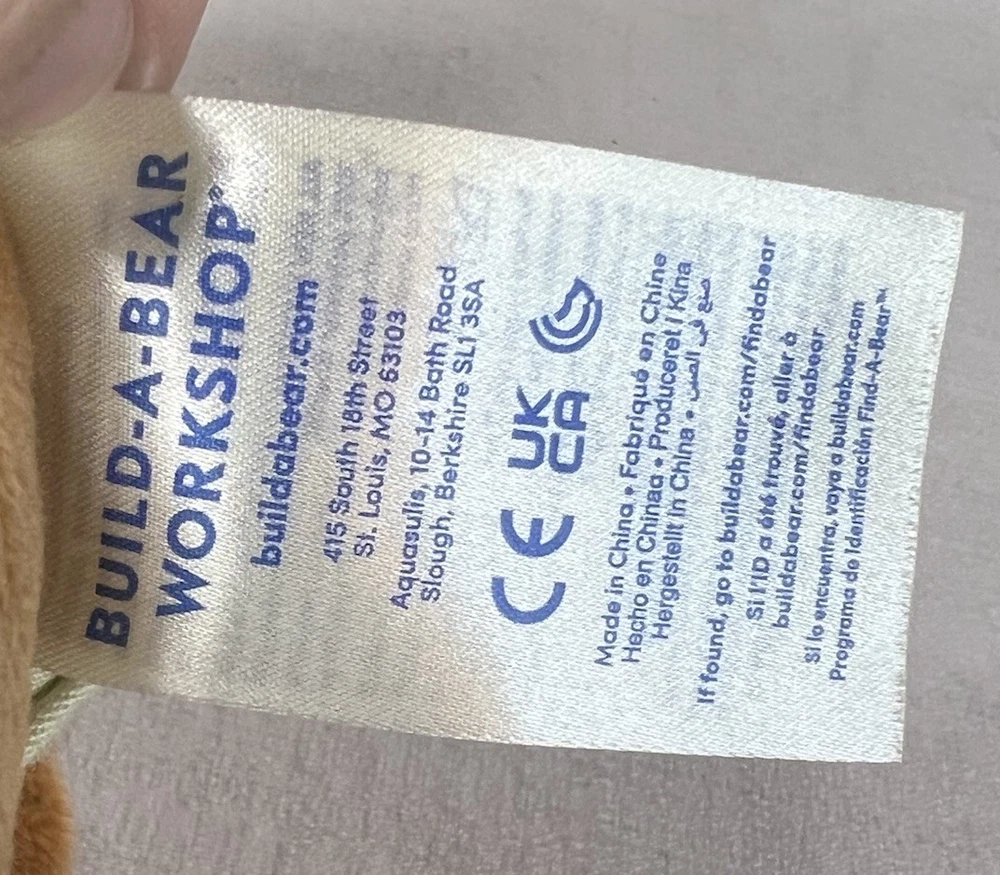 BUILD-A-BEAR
WORKSHOP®
buildabear.com
415 South 18th Street
St. Louis, MO 63103
Aquasulis, 10-14 Bath Road
Slough, Berkshire SL1 3SA
CE UK CA
Made in China • Fabriqué en Chine
Hecho en Chinaa • Produceret i Kina
Hergestellt in China • صنع في الصين
If found, go to buildabear.com/findabear
Si l'ID a été trouvé, aller à
buildabear.com/findabear
Si lo encuentra, vaya a buildabear.com
Programa de Identificación Find-A-Bear™